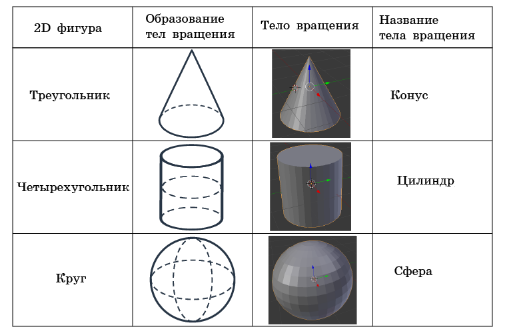 2D фигура
Образование
тел вращения
Тело вращения
Название
тела вращения
Треугольник
Конус
Четырехугольник
Цилиндр
Круг
Сфера